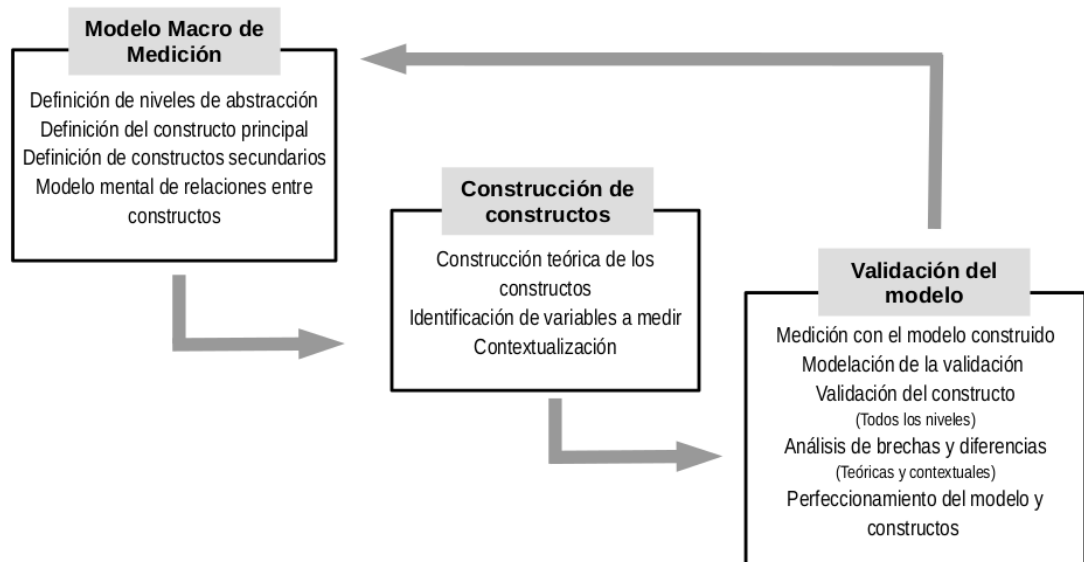 Modelo Macro de
Medición
Definición de niveles de abstracción
Definición del constructo principal
Definición de constructos secundarios
Modelo mental de relaciones entre
constructos
Construcción de
constructos
Construcción teórica de los
constructos
Identificación de variables a medir
Contextualización
Validación del
modelo
Medición con el modelo construido
Modelación de la validación
Validación del constructo
(Todos los niveles)
Análisis de brechas y diferencias
(Teóricas y contextuales)
Perfeccionamiento del modelo y
constructos